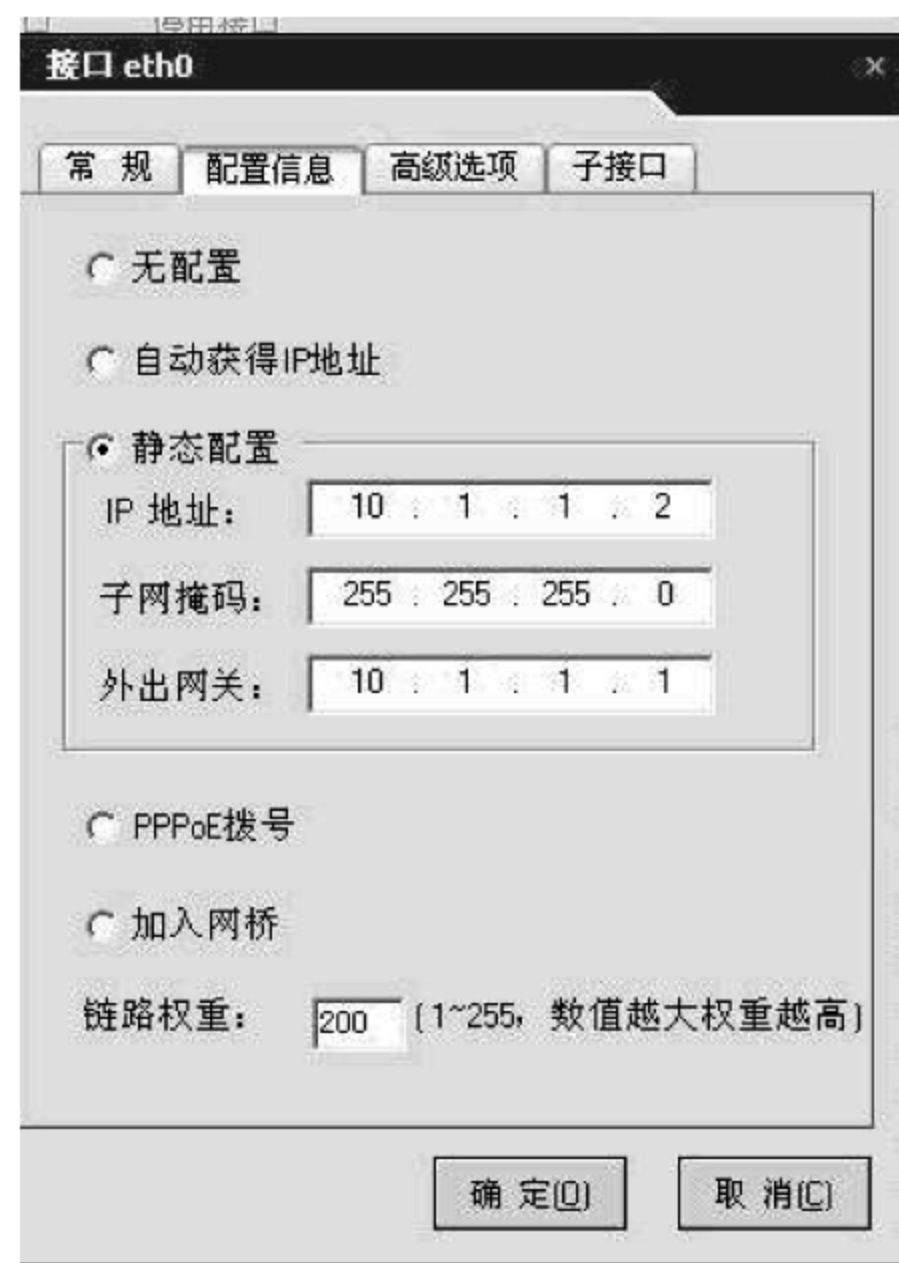 停用接口
接口 eth0
常 规 配置信息 高级选项 子接口
无配置
自动获得IP地址
静态配置
IP 地址： 10 . 1 . 1 . 2
子网掩码： 255 . 255 . 255 . 0
外出网关： 10 . 1 . 1 . 1
PPPoE拨号
加入网桥
链路权重： 200 (1~255，数值越大权重越高)
确 定(O) 取 消(C)